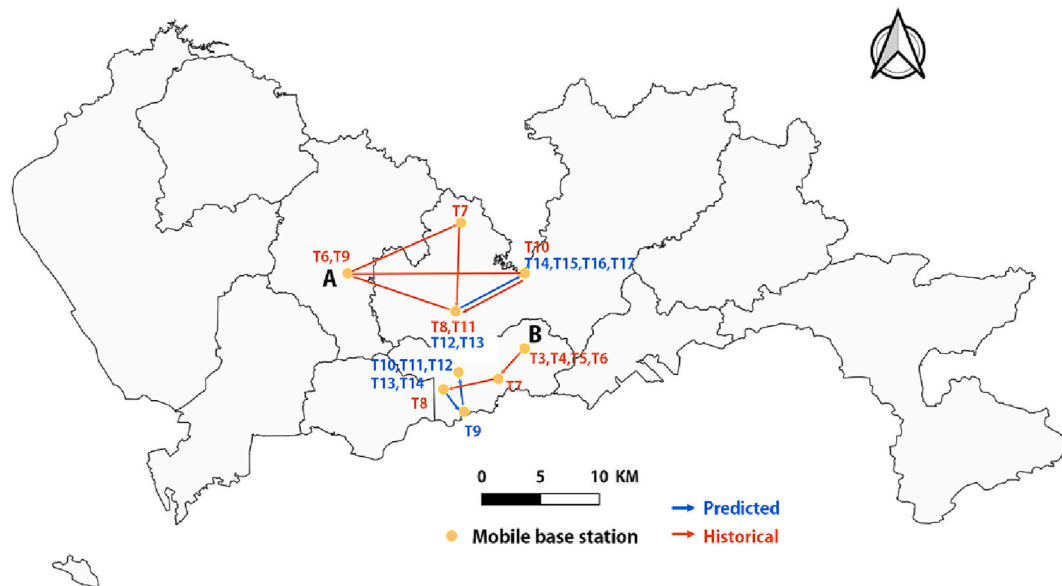 T7
T6,T9
A
T10
T14,T15,T16,T17
T8,T11
T12,T13
B
T3,T4,T5,T6
T10,T11,T12
T13,T14
T7
T8
T9
0 5 10 KM
Mobile base station
Predicted
Historical